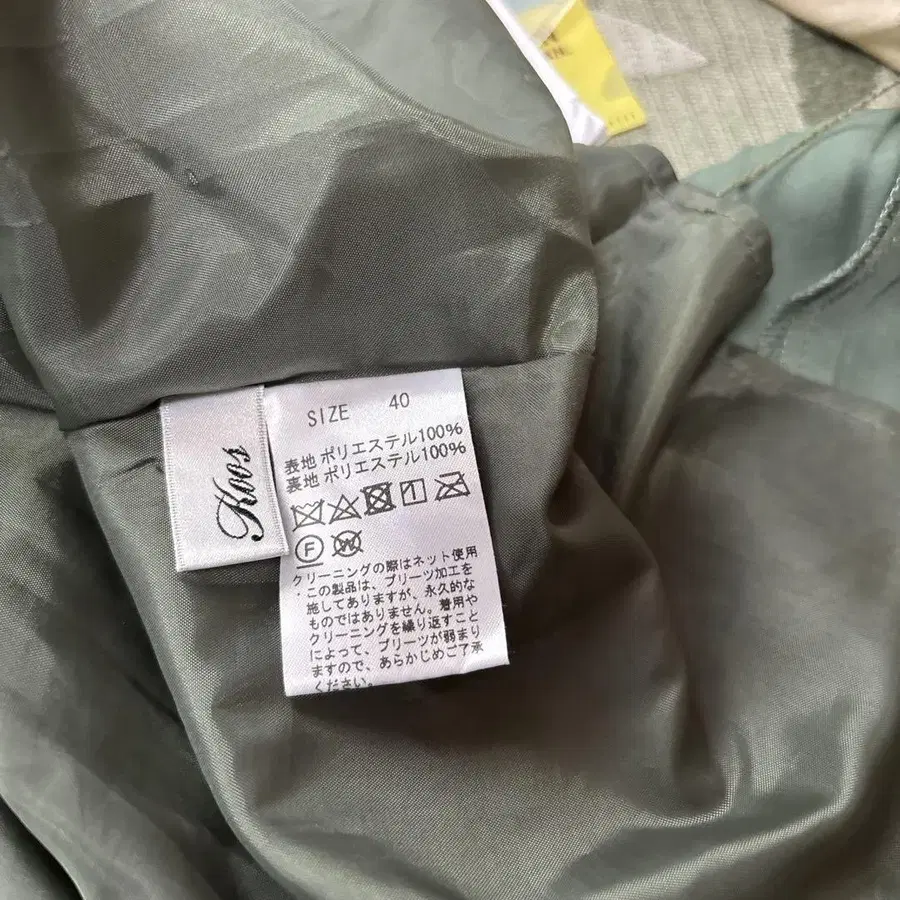 Koos
SIZE 40
表地 ポリエステル100%
裏地 ポリエステル100%
F
W
クリーニングの際はネット使用
・この製品は、プリーツ加工を
施してありますが、永久的な
ものではありません。着用や
クリーニングを繰り返すこと
によって、プリーツが弱まり
ますので、あらかじめご了承
ください。